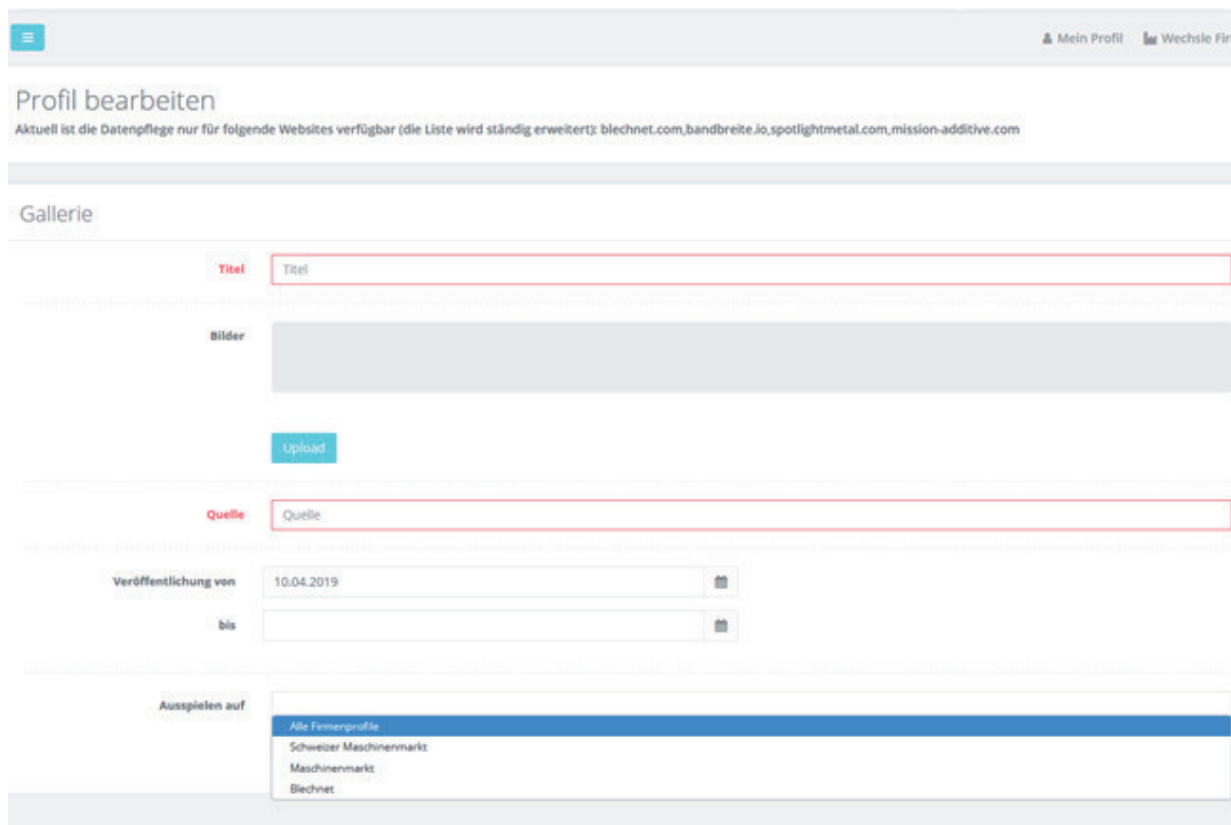 Mein Profil Wechsle Fir
Profil bearbeiten
Aktuell ist die Datenpflege nur für folgende Websites verfügbar (die Liste wird ständig erweitert): blechnet.com,bandbreite.io,spotlightmetal.com,mission-additive.com
Gallerie
Titel Titel
Bilder
Upload
Quelle Quelle
Veröffentlichung von 10.04.2019
bis
Ausspielen auf
Alle Firmenprofile
Schweizer Maschinenmarkt
Maschinenmarkt
Blechnet